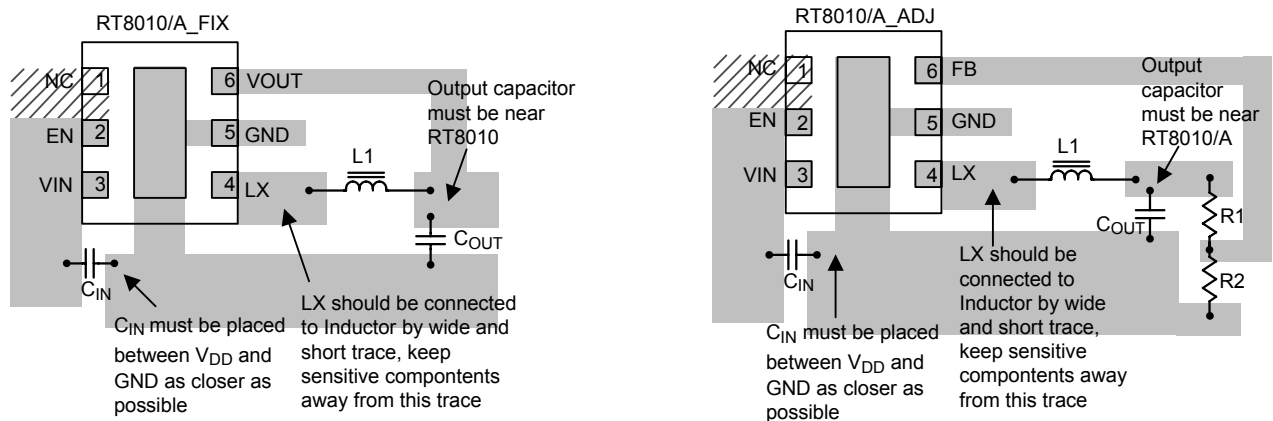 RT8010/A_FIX
NC 1
6 VOUT
EN 2
5 GND
VIN 3
4 LX
L1
Output capacitor
must be near
RT8010
COUT
CIN
CIN must be placed
between VDD and
GND as closer as
possible
LX should be connected
to Inductor by wide and
short trace, keep
sensitive compontents
away from this trace
RT8010/A_ADJ
NC 1
6 FB
EN 2
5 GND
VIN 3
4 LX
L1
Output
capacitor
must be near
RT8010/A
COUT
R1
R2
CIN
CIN must be placed
between VDD and
GND as closer as
possible
LX should be
connected to
Inductor by wide
and short trace,
keep sensitive
compontents away
from this trace